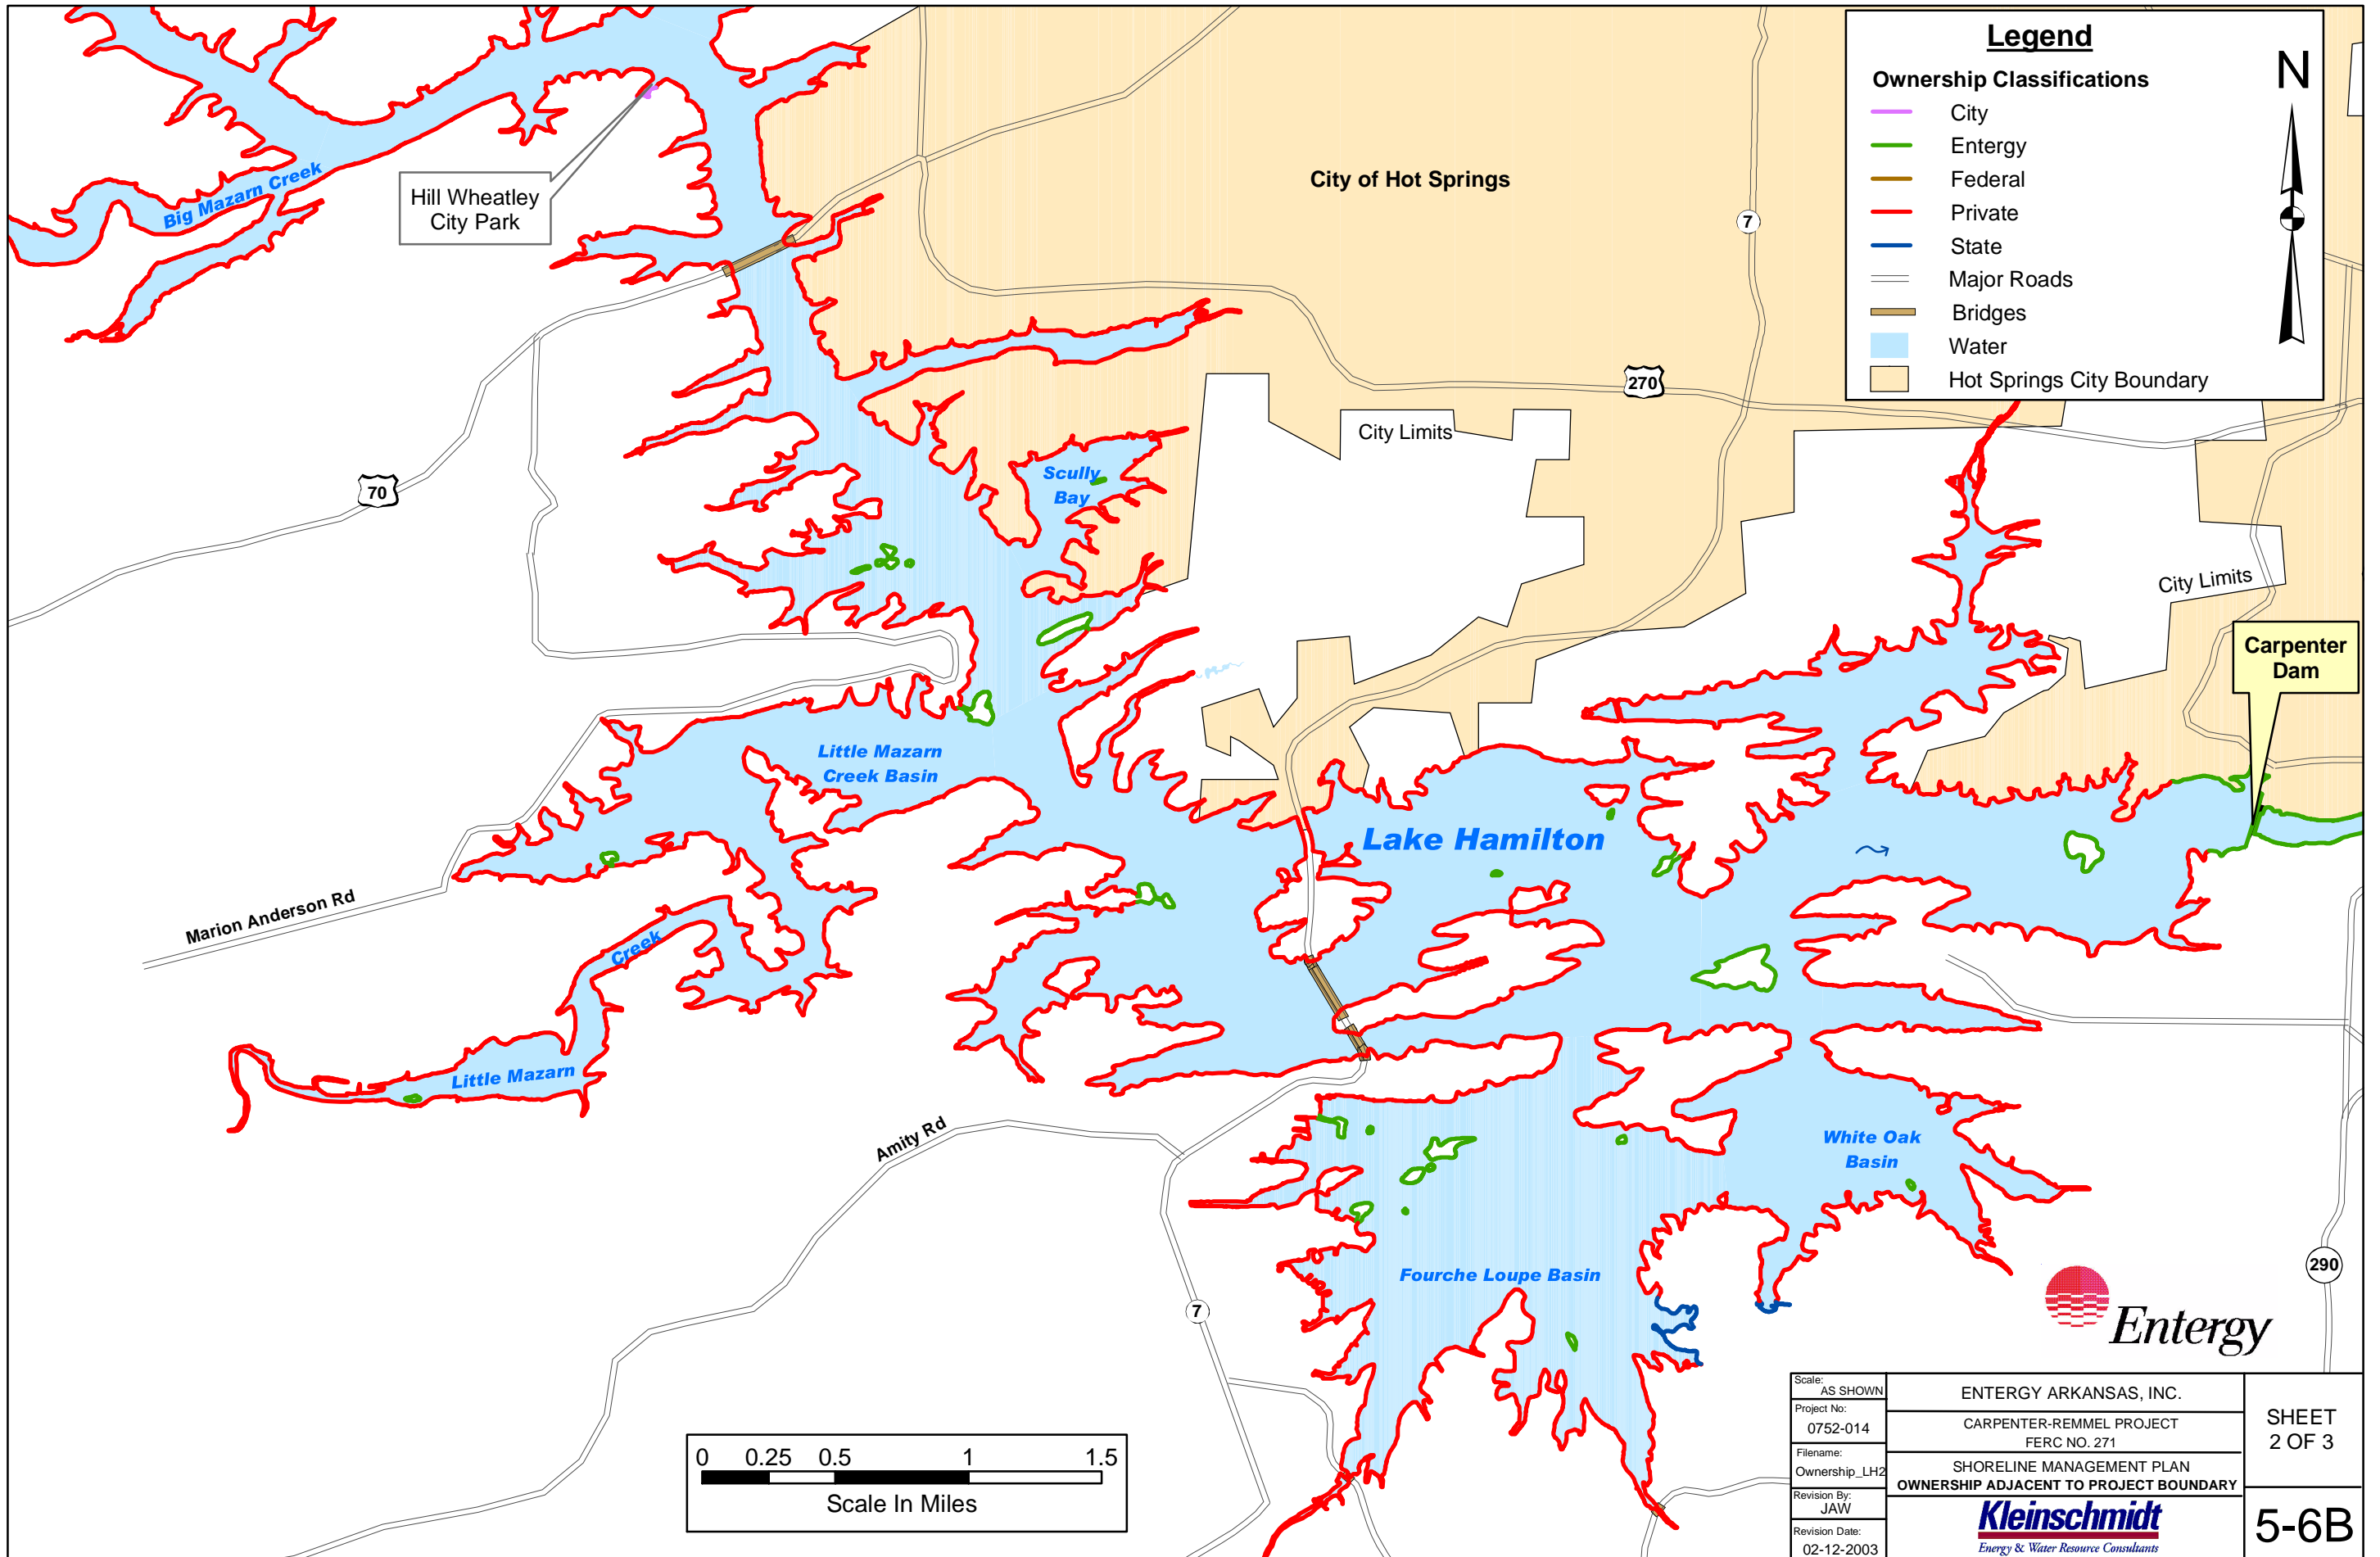 Legend
Ownership Classifications
City
Entergy
Federal
Private
State
Major Roads
Bridges
Water
Hot Springs City Boundary
N
City of Hot Springs
7
270
Hill Wheatley
City Park
Big Mazarn Creek
70
City Limits
Scully
Bay
City Limits
Carpenter
Dam
Little Mazarn
Creek Basin
Lake Hamilton
Marion Anderson Rd
Creek
Little Mazarn
Amity Rd
White Oak
Basin
Fourche Loupe Basin
7
290
Entergy
0 0.25 0.5 1 1.5
Scale In Miles
Scale:
AS SHOWN
Project No:
0752-014
Filename:
Ownership_LH2
Revision By:
JAW
Revision Date:
02-12-2003
ENTERGY ARKANSAS, INC.
CARPENTER-REMMEL PROJECT
FERC NO. 271
SHORELINE MANAGEMENT PLAN
OWNERSHIP ADJACENT TO PROJECT BOUNDARY
Kleinschmidt
Energy & Water Resource Consultants
SHEET
2 OF 3
5-6B